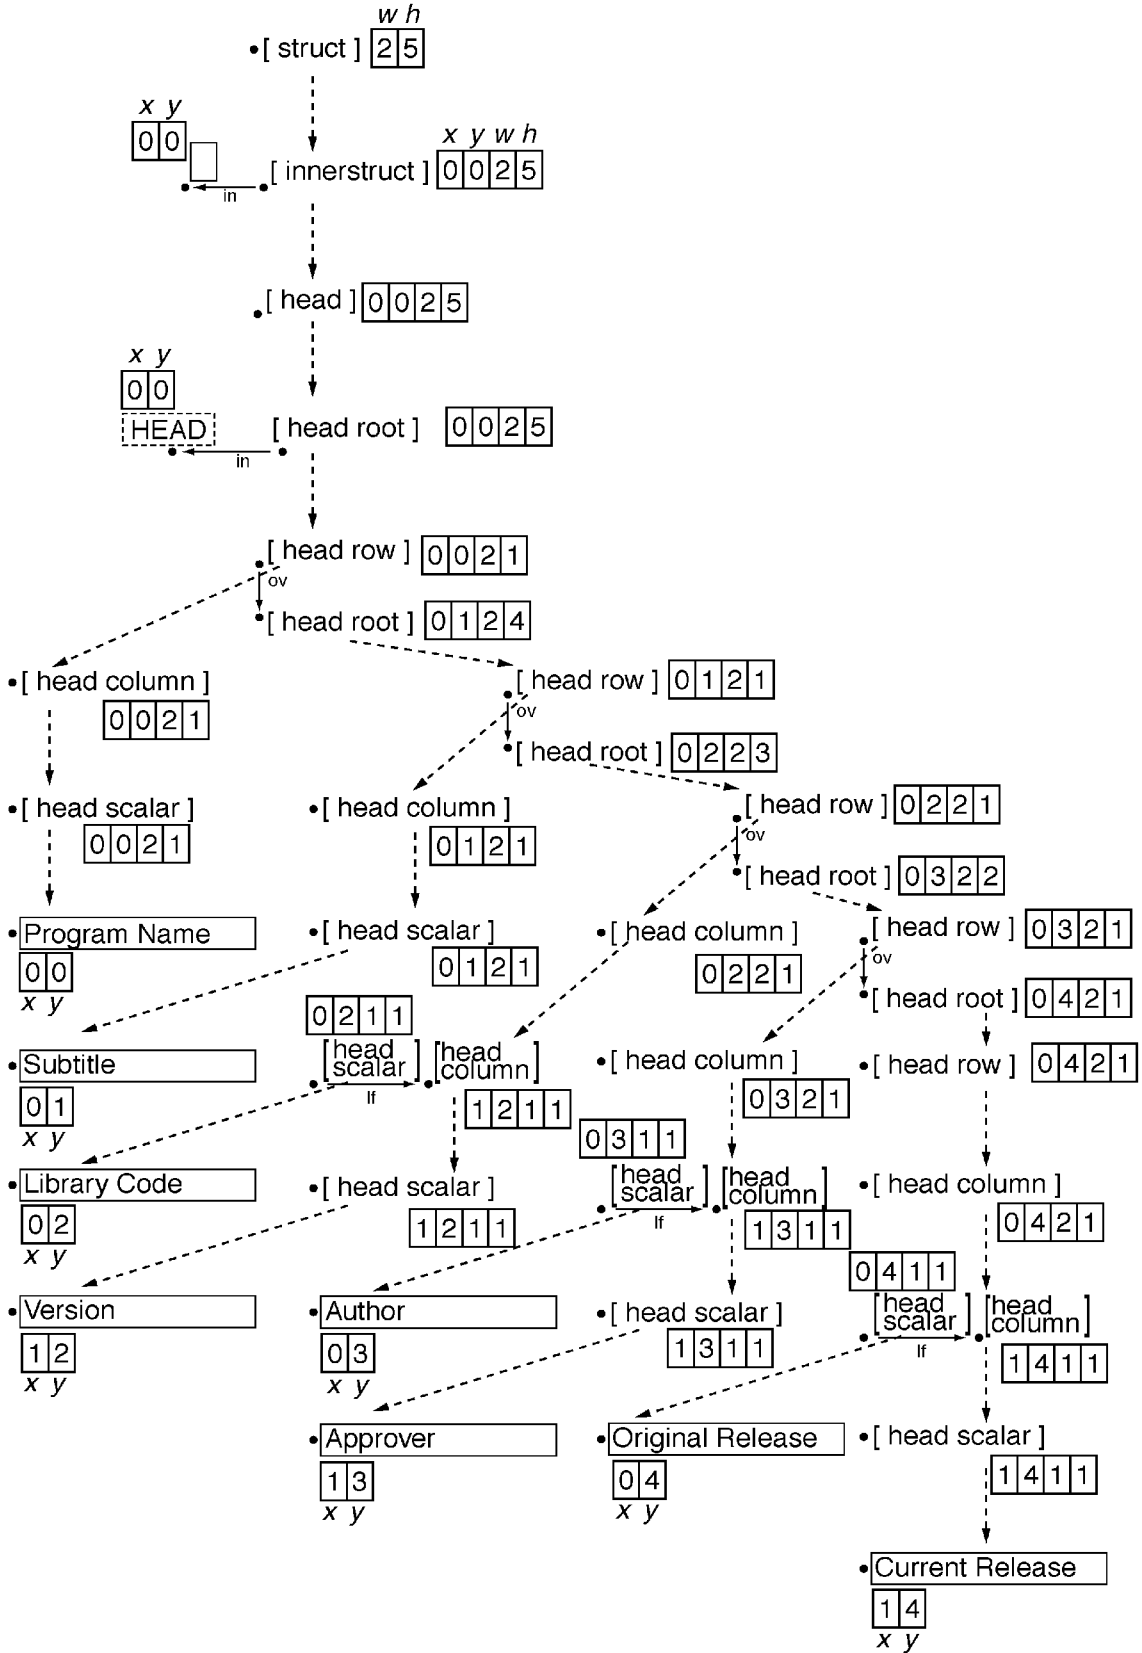 w h
[ struct ] 2 5
x y
0 0
x y w h
[ innerstruct ] 0 0 2 5
in
[ head ] 0 0 2 5
x y
0 0
HEAD
[ head root ] 0 0 2 5
in
[ head row ] 0 0 2 1
ov
[ head root ] 0 1 2 4
[ head column ]
0 0 2 1
[ head row ] 0 1 2 1
ov
[ head root ] 0 2 2 3
[ head scalar ]
0 0 2 1
[ head column ]
0 1 2 1
[ head row ] 0 2 2 1
ov
[ head root ] 0 3 2 2
Program Name
0 0
x y
[ head scalar ]
0 1 2 1
[ head column ]
0 2 2 1
[ head row ] 0 3 2 1
ov
[ head root ] 0 4 2 1
Subtitle
0 1
x y
0 2 1 1
[head
scalar]
lf
[head
column]
1 2 1 1
[ head column ]
0 3 2 1
[ head row ] 0 4 2 1
Library Code
0 2
x y
[ head scalar ]
1 2 1 1
0 3 1 1
[head
scalar]
lf
[head
column]
1 3 1 1
[ head column ]
0 4 2 1
Version
1 2
x y
Author
0 3
x y
[ head scalar ]
1 3 1 1
0 4 1 1
[head
scalar]
lf
[head
column]
1 4 1 1
Approver
1 3
x y
Original Release
0 4
x y
[ head scalar ]
1 4 1 1
Current Release
1 4
x y